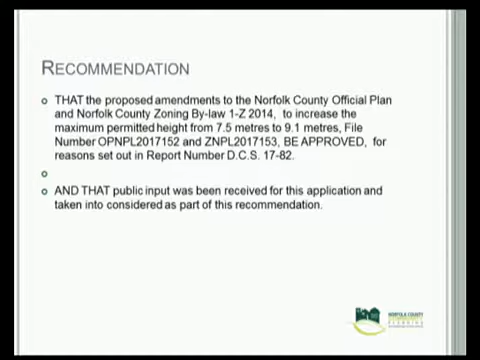 RECOMMENDATION
THAT the proposed amendments to the Norfolk County Official Plan
and Norfolk County Zoning By-law 1-Z 2014, to increase the
maximum permitted height from 7.5 metres to 9.1 metres, File
Number OPNPL2017152 and ZNPL2017153, BE APPROVED, for
reasons set out in Report Number D.C.S. 17-82.
AND THAT public input was been received for this application and
taken into considered as part of this recommendation.
NORFOLK COUNTY